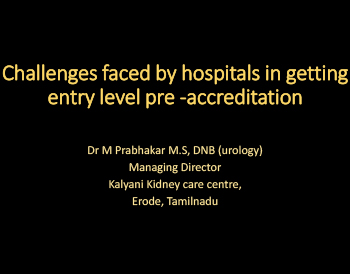 Challenges faced by hospitals in getting
entry level pre -accreditation
Dr M Prabhakar M.S, DNB (urology)
Managing Director
Kalyani Kidney care centre,
Erode, Tamilnadu